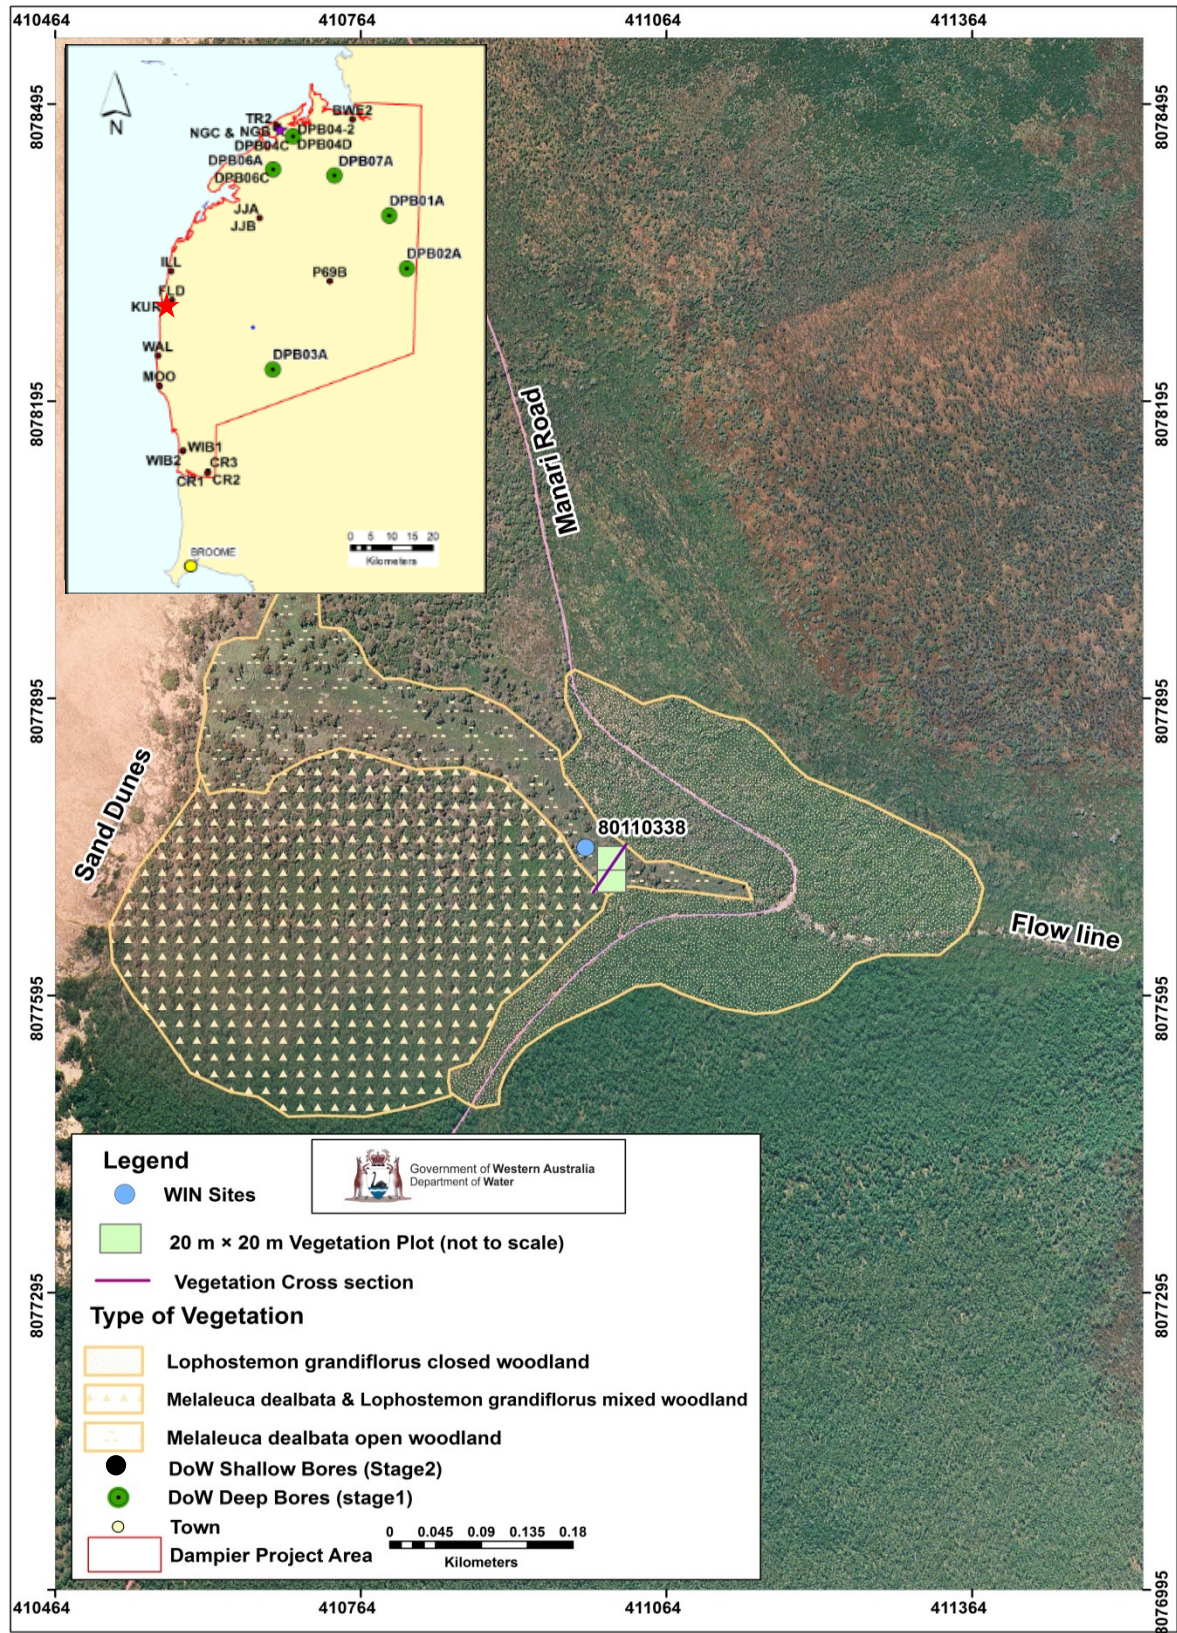 410464
410764
411064
411364
8078495
8078495
8078195
8078195
8077895
8077895
8077595
8077595
8077295
8077295
8076995
410464
410764
411064
411364
N
TR2
BWE2
NGC & NGB
DPB04-2
DPB04C
DPB04D
DPB06A
DPB07A
DPB06C
DPB01A
JJA
JJB
DPB02A
ILL
P69B
FLD
KUR
WAL
DPB03A
MOO
WIB1
WIB2
CR3
CR1
CR2
0 5 10 15 20
Kilometers
BROOME
Manari Road
Sand Dunes
80110338
Flow line
Legend
Government of Western Australia
Department of Water
WIN Sites
20 m × 20 m Vegetation Plot (not to scale)
Vegetation Cross section
Type of Vegetation
Lophostemon grandiflorus closed woodland
Melaleuca dealbata & Lophostemon grandiflorus mixed woodland
Melaleuca dealbata open woodland
DoW Shallow Bores (Stage2)
DoW Deep Bores (stage1)
Town
Dampier Project Area
0 0.045 0.09 0.135 0.18
Kilometers